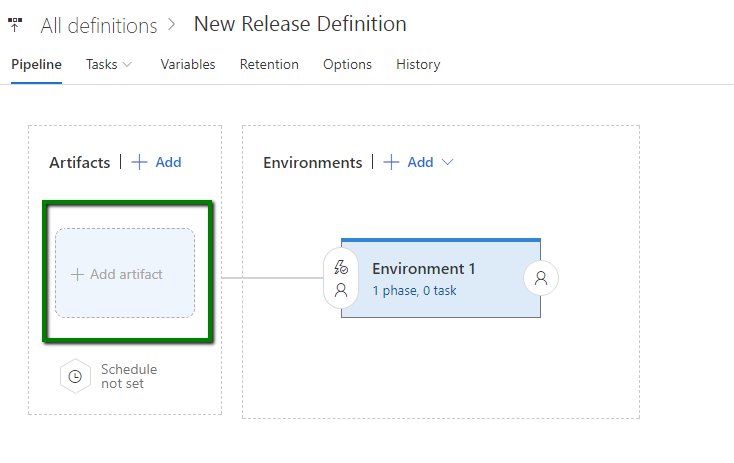 All definitions > New Release Definition
Pipeline Tasks Variables Retention Options History
Artifacts | + Add
Environments | + Add
+ Add artifact
Environment 1
1 phase, 0 task
Schedule
not set